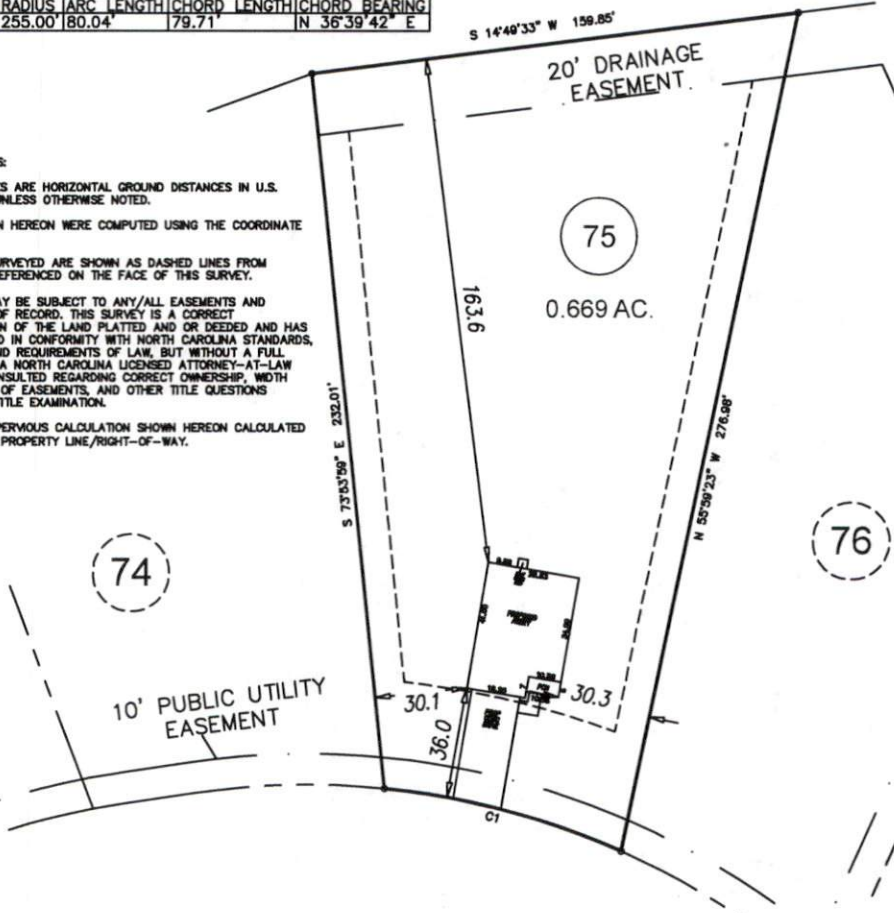 RADIUS ARC LENGTH CHORD LENGTH CHORD BEARING
255.00' 80.04' 79.71' N 36°39'42" E
S 14°49'33" W 159.85'
20' DRAINAGE
EASEMENT
S:
S ARE HORIZONTAL GROUND DISTANCES IN U.S.
UNLESS OTHERWISE NOTED.
N HEREON WERE COMPUTED USING THE COORDINATE
URVEYED ARE SHOWN AS DASHED LINES FROM
EFERENCED ON THE FACE OF THIS SURVEY.
AY BE SUBJECT TO ANY/ALL EASEMENTS AND
OF RECORD. THIS SURVEY IS A CORRECT
N OF THE LAND PLATTED AND OR DEEDED AND HAS
D IN CONFORMITY WITH NORTH CAROLINA STANDARDS,
ND REQUIREMENTS OF LAW, BUT WITHOUT A FULL
A NORTH CAROLINA LICENSED ATTORNEY-AT-LAW
NSULTED REGARDING CORRECT OWNERSHIP, WIDTH
OF EASEMENTS, AND OTHER TITLE QUESTIONS
TITLE EXAMINATION.
PERVIOUS CALCULATION SHOWN HEREON CALCULATED
PROPERTY LINE/RIGHT-OF-WAY.
75
0.669 AC.
163.6
S 73°53'59" E 232.01'
N 55°59'23" W 276.98'
74
76
10' PUBLIC UTILITY
EASEMENT
30.1
30.3
36.0
C1